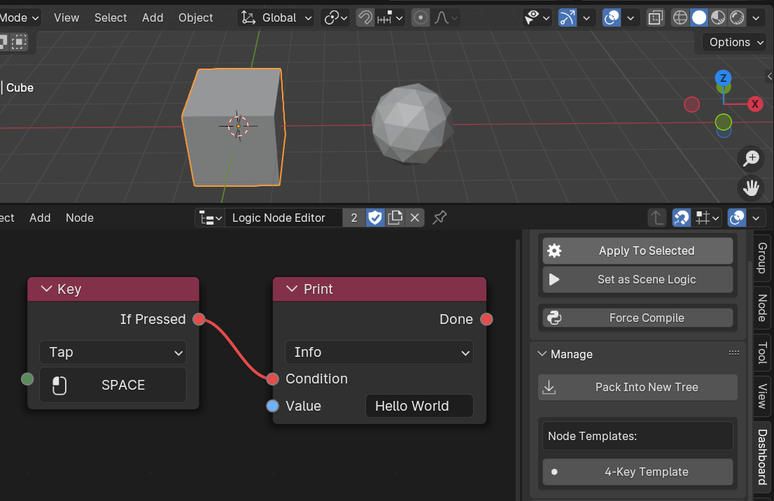 Mode View Select Add Object Global
Options
| Cube
Z
X
ect Add Node Logic Node Editor 2
Apply To Selected
Set as Scene Logic
Force Compile
Manage
Pack Into New Tree
Node Templates:
4-Key Template
Key
If Pressed
Tap
SPACE
Print
Done
Info
Condition
Value Hello World
Group
Node
Tool
View
Dashboard